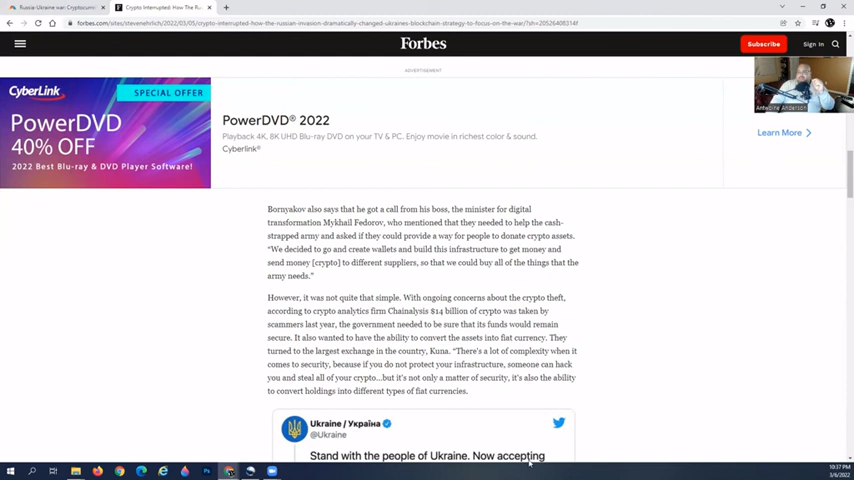 Russia-Ukraine war: Cryptocurr
Crypto Interrupted: How The Ru
forbes.com/sites/stevenehrlich/2022/03/05/crypto-interrupted-how-the-russian-invasion-dramatically-changed-ukraines-blockchain-strategy-to-focus-on-the-war/?sh=20526408314f
Forbes
Subscribe
Sign In
ADVERTISEMENT
Antwoine Anderson
CyberLink
SPECIAL OFFER
PowerDVD
40% OFF
2022 Best Blu-ray & DVD Player Software!
PowerDVD® 2022
Playback 4K, 8K UHD Blu-ray DVD on your TV & PC. Enjoy movie in richest color & sound.
Cyberlink®
Learn More
Bornyakov also says that he got a call from his boss, the minister for digital
transformation Mykhail Fedorov, who mentioned that they needed to help the cash-
strapped army and asked if they could provide a way for people to donate crypto assets.
“We decided to go and create wallets and build this infrastructure to get money and
send money [crypto] to different suppliers, so that we could buy all of the things that the
army needs.”
However, it was not quite that simple. With ongoing concerns about the crypto theft,
according to crypto analytics firm Chainalysis $14 billion of crypto was taken by
scammers last year, the government needed to be sure that its funds would remain
secure. It also wanted to have the ability to convert the assets into fiat currency. They
turned to the largest exchange in the country, Kuna. “There’s a lot of complexity when it
comes to security, because if you do not protect your infrastructure, someone can hack
you and steal all of your crypto...but it’s not only a matter of security, it’s also the ability
to convert holdings into different types of fiat currencies.
Ukraine / Україна
@Ukraine
Stand with the people of Ukraine. Now accepting
Ps
10:37 PM
3/6/2022